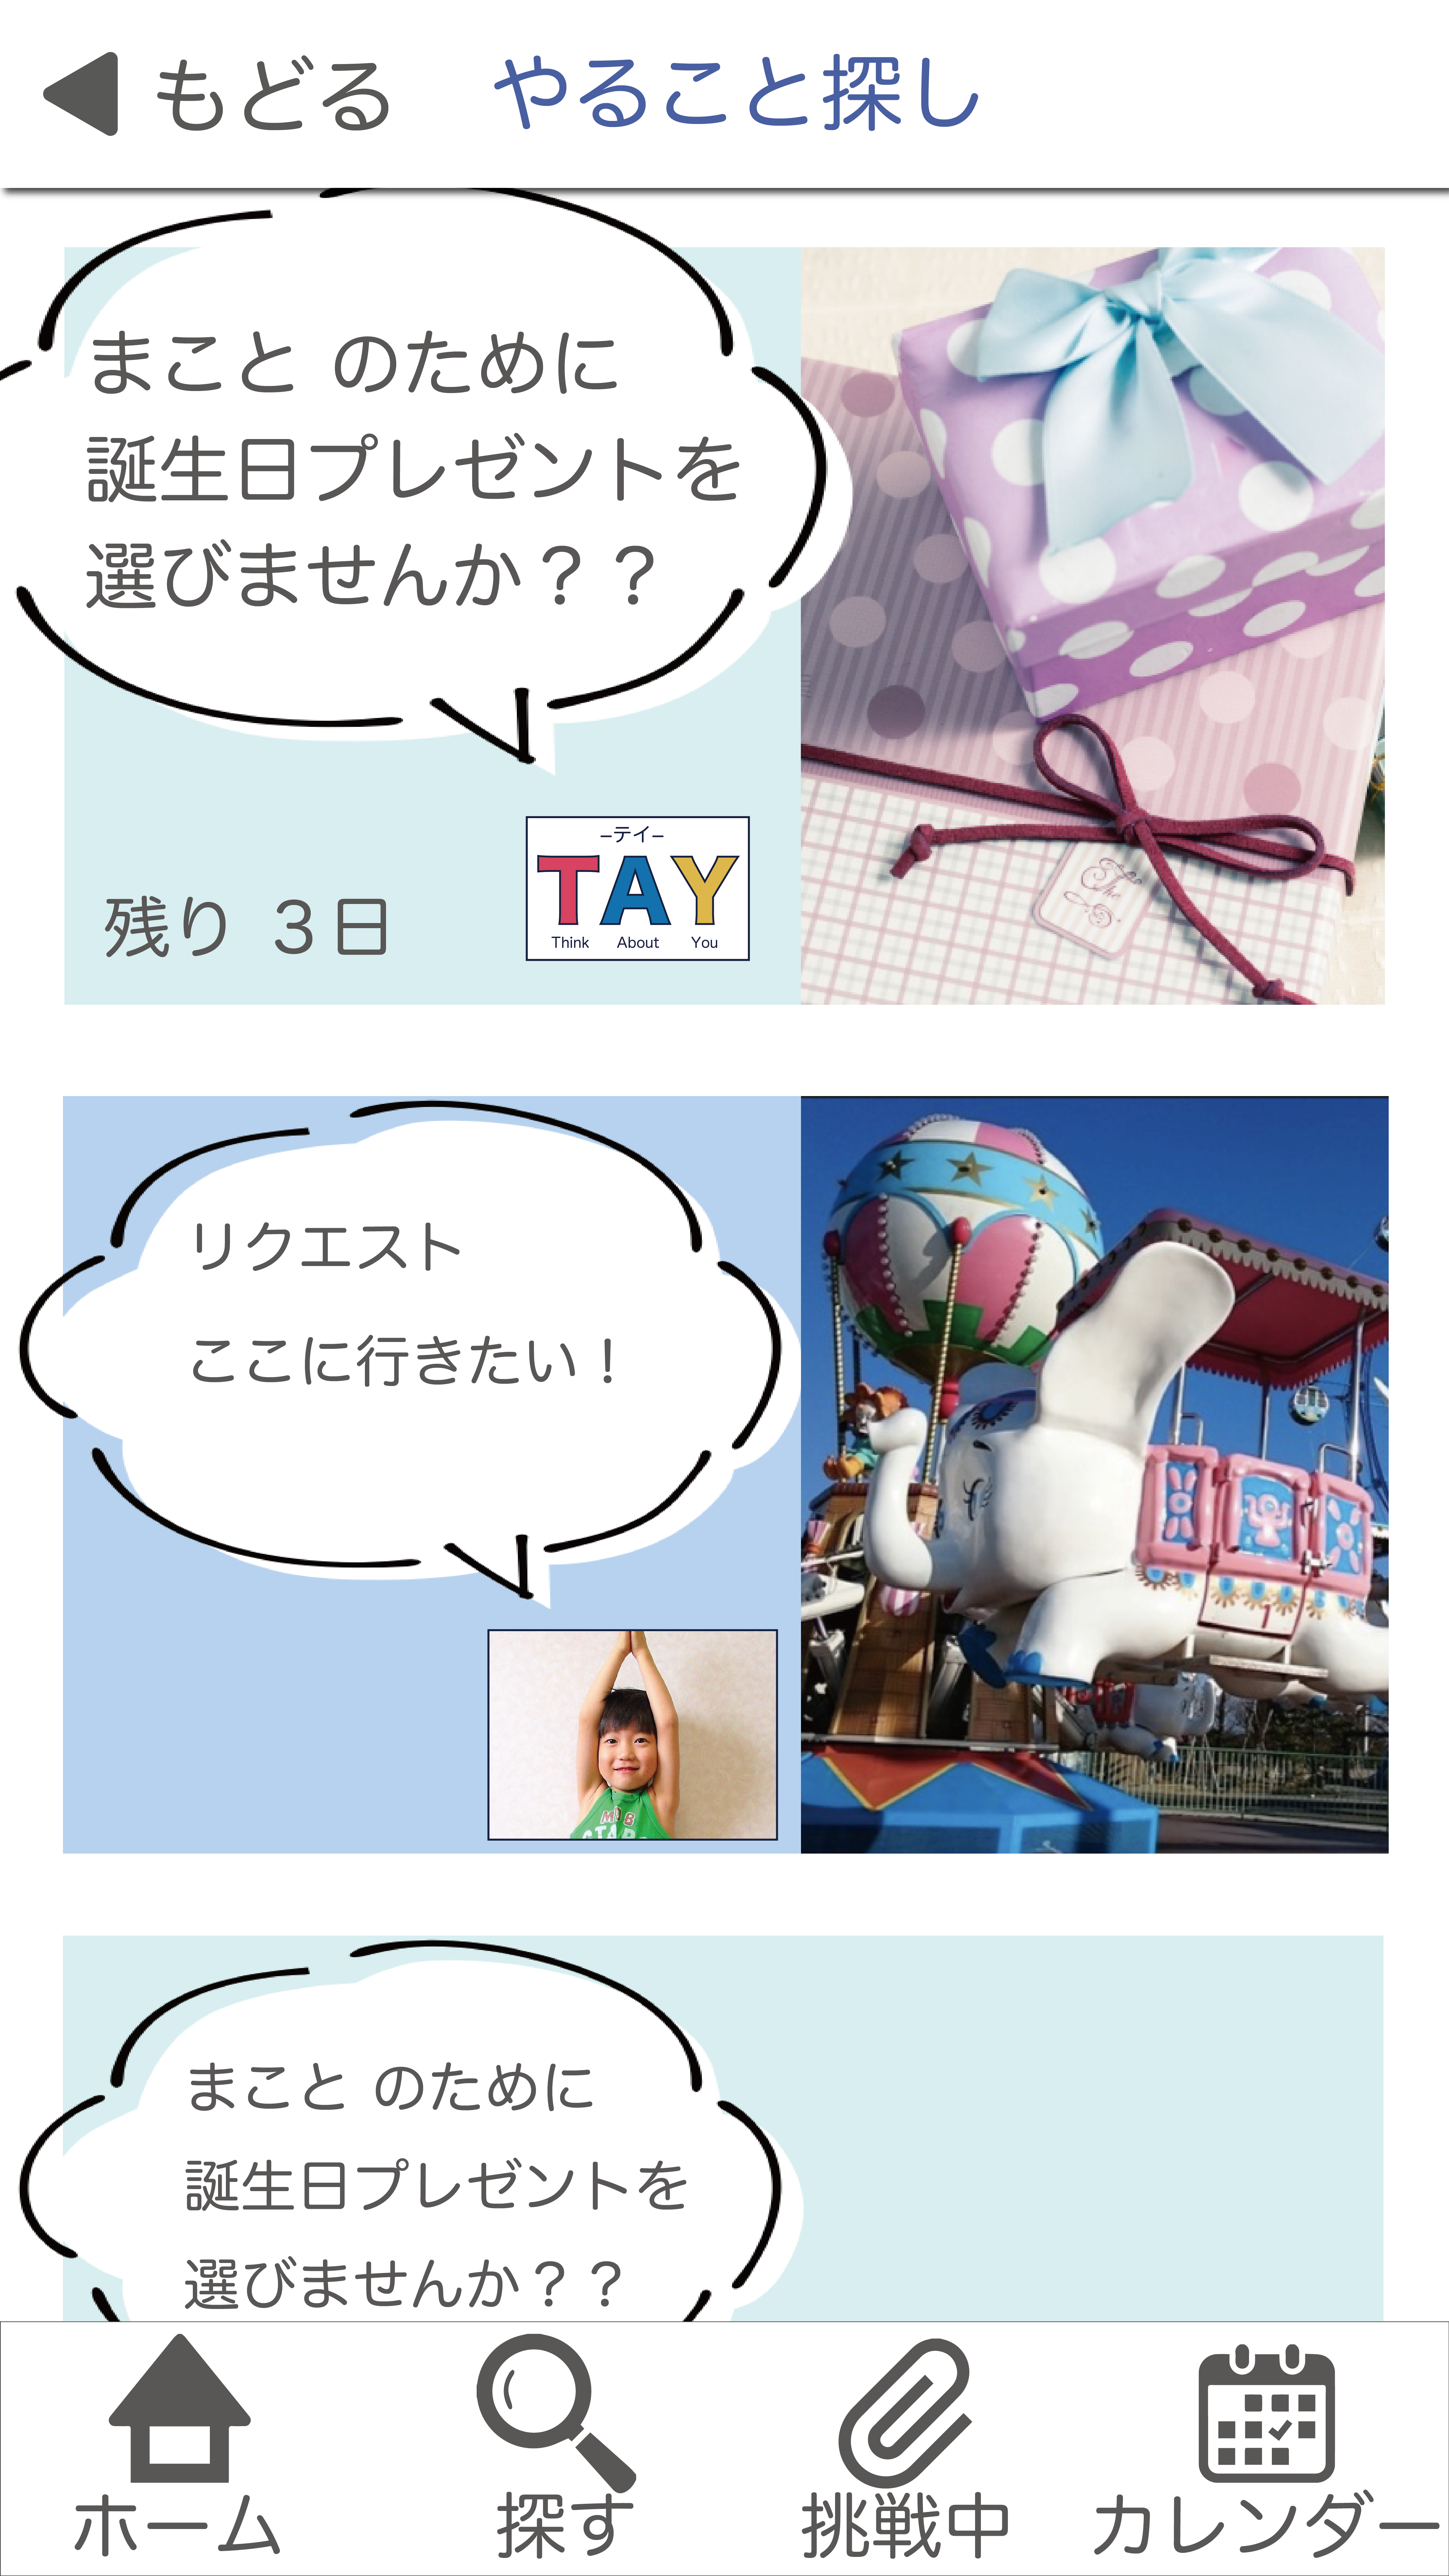 もどる やること探し
まこと のために
誕生日プレゼントを
選びませんか？？
残り ３日
−テイ−
TAY
Think About You
リクエスト
ここに行きたい！
1
まこと のために
誕生日プレゼントを
選びませんか？？
ホーム 探す 挑戦中 カレンダー